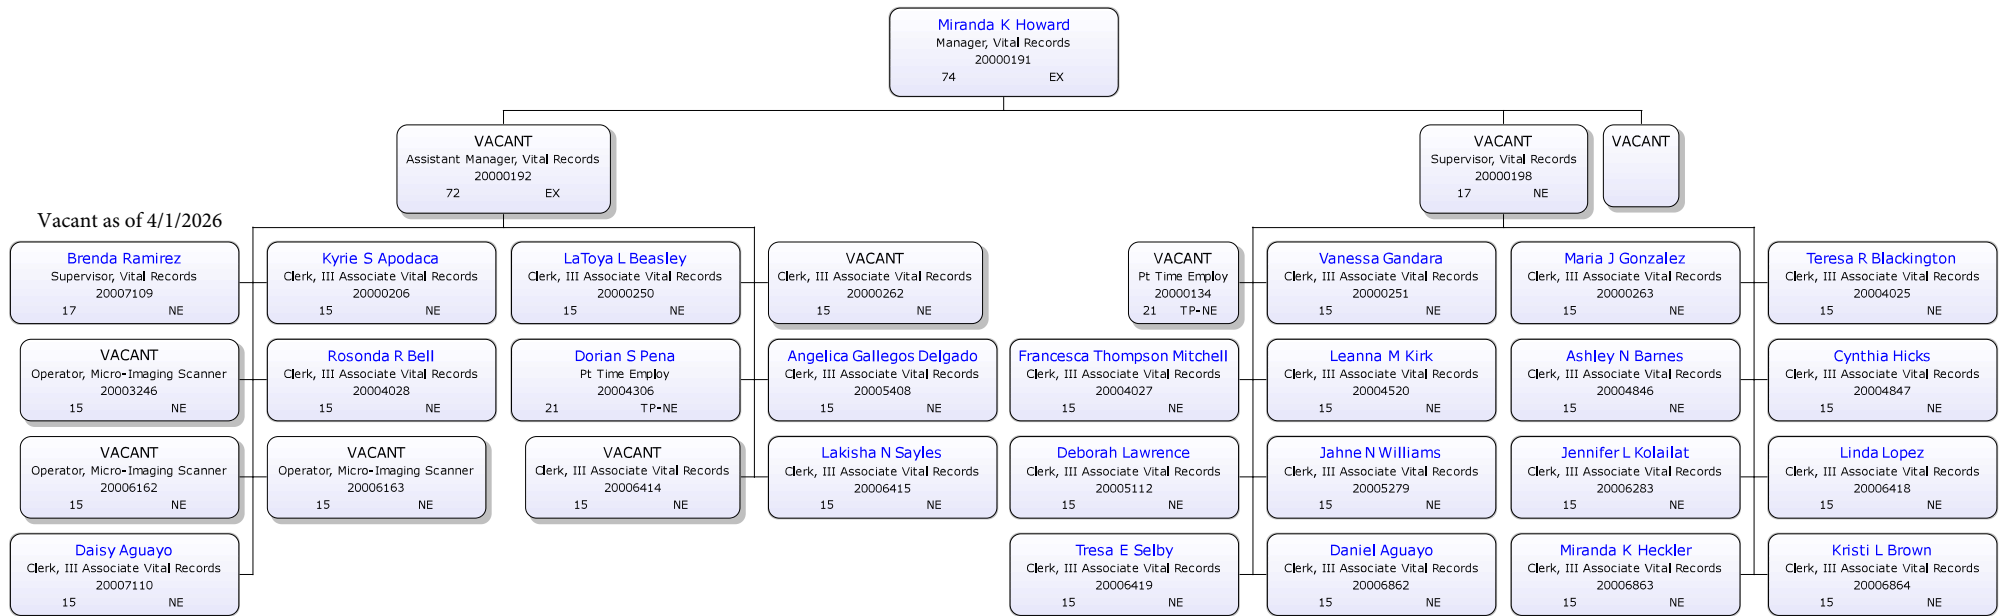 Miranda K Howard
Manager, Vital Records
20000191
74 EX
VACANT
Assistant Manager, Vital Records
20000192
72 EX
VACANT
Supervisor, Vital Records
20000198
17 NE
VACANT
Vacant as of 4/1/2026
Brenda Ramirez
Supervisor, Vital Records
20007109
17 NE
Kyrie S Apodaca
Clerk, III Associate Vital Records
20000206
15 NE
LaToya L Beasley
Clerk, III Associate Vital Records
20000250
15 NE
VACANT
Clerk, III Associate Vital Records
20000262
15 NE
VACANT
Pt Time Employ
20000134
21 TP-NE
Vanessa Gandara
Clerk, III Associate Vital Records
20000251
15 NE
Maria J Gonzalez
Clerk, III Associate Vital Records
20000263
15 NE
Teresa R Blackington
Clerk, III Associate Vital Records
20004025
15 NE
VACANT
Operator, Micro-Imaging Scanner
20003246
15 NE
Rosonda R Bell
Clerk, III Associate Vital Records
20004028
15 NE
Dorian S Pena
Pt Time Employ
20004306
21 TP-NE
Angelica Gallegos Delgado
Clerk, III Associate Vital Records
20005408
15 NE
Francesca Thompson Mitchell
Clerk, III Associate Vital Records
20004027
15 NE
Leanna M Kirk
Clerk, III Associate Vital Records
20004520
15 NE
Ashley N Barnes
Clerk, III Associate Vital Records
20004846
15 NE
Cynthia Hicks
Clerk, III Associate Vital Records
20004847
15 NE
VACANT
Operator, Micro-Imaging Scanner
20006162
15 NE
VACANT
Operator, Micro-Imaging Scanner
20006163
15 NE
VACANT
Clerk, III Associate Vital Records
20006414
15 NE
Lakisha N Sayles
Clerk, III Associate Vital Records
20006415
15 NE
Deborah Lawrence
Clerk, III Associate Vital Records
20005112
15 NE
Jahne N Williams
Clerk, III Associate Vital Records
20005279
15 NE
Jennifer L Kolailat
Clerk, III Associate Vital Records
20006283
15 NE
Linda Lopez
Clerk, III Associate Vital Records
20006418
15 NE
Daisy Aguayo
Clerk, III Associate Vital Records
20007110
15 NE
Tresa E Selby
Clerk, III Associate Vital Records
20006419
15 NE
Daniel Aguayo
Clerk, III Associate Vital Records
20006862
15 NE
Miranda K Heckler
Clerk, III Associate Vital Records
20006863
15 NE
Kristi L Brown
Clerk, III Associate Vital Records
20006864
15 NE